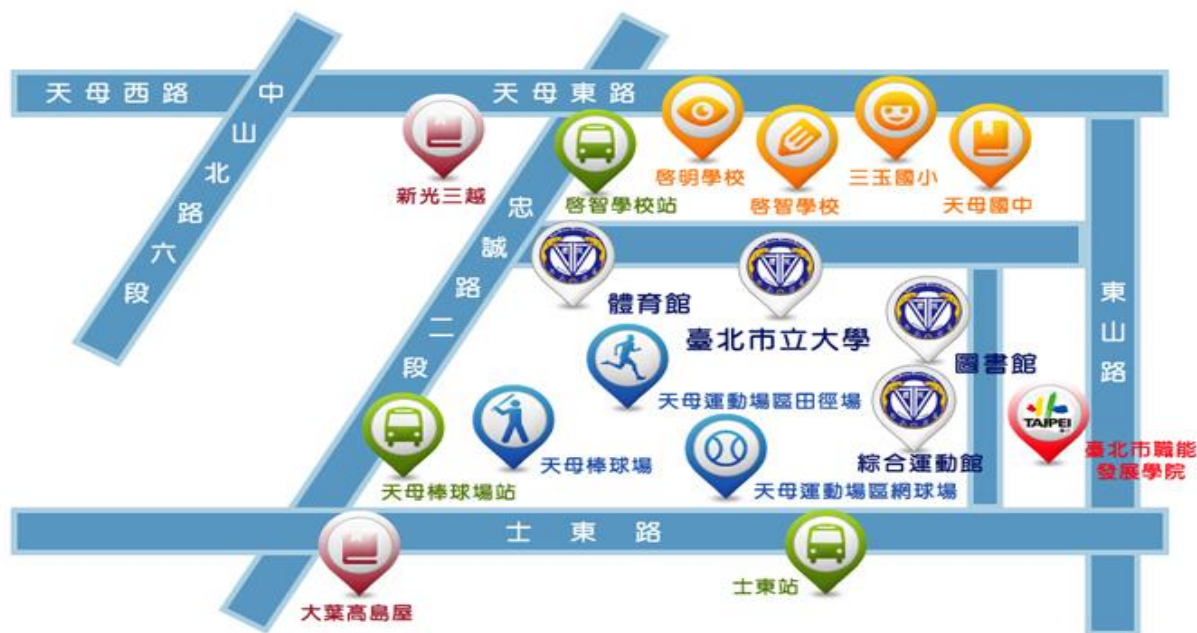 天母西路
天母東路
中山北路六段
新光三越
啓智學校站
啓明學校
啓智學校
三玉國小
天母國中
忠誠路二段
體育館
臺北市立大學
圖書館
東山路
天母運動場區田徑場
綜合運動館
TAIPEI
臺北市職能
發展學院
天母棒球場站
天母棒球場
天母運動場區網球場
士東路
大葉高島屋
士東站